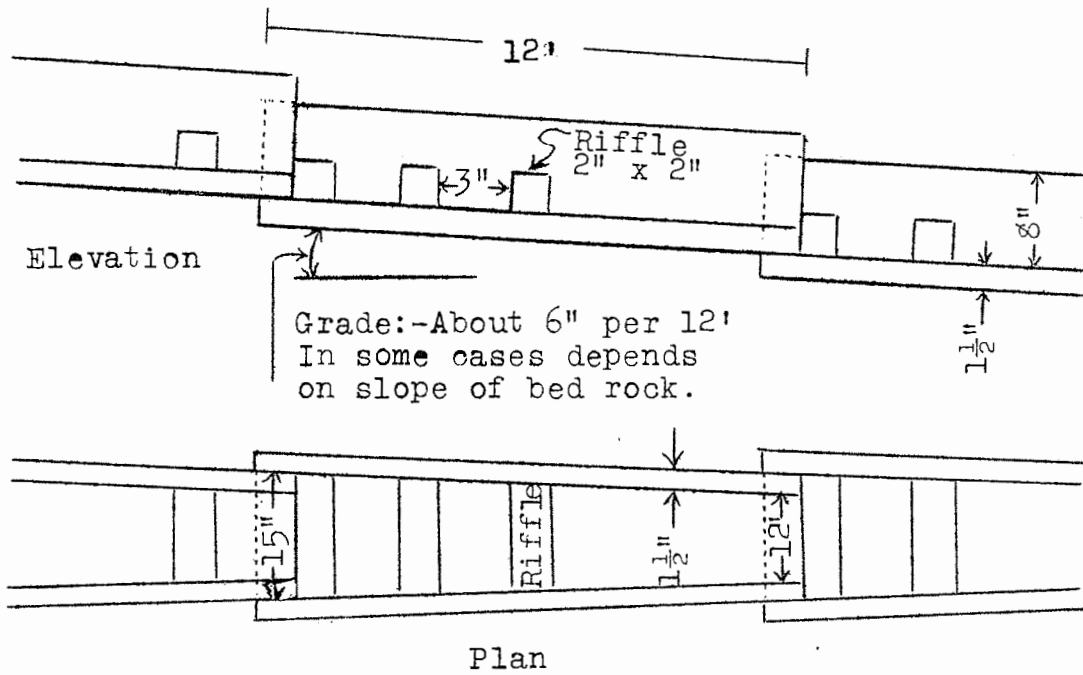 12'
Riffle
2" x 2"
3"
8"
Elevation
1½"
Grade:-About 6" per 12'
In some cases depends
on slope of bed rock.
15"
Riffle
1½"
12'
Plan